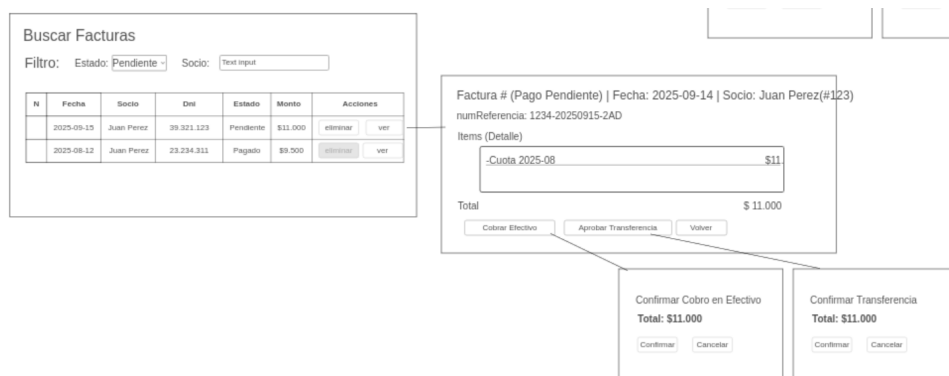 Buscar Facturas
Filtro: Estado: Pendiente Socio: Text input
N Fecha Socio Dni Estado Monto Acciones
2025-09-15 Juan Perez 39.321.123 Pendiente $11.000 eliminar ver
2025-08-12 Juan Perez 23.234.311 Pagado $9.500 eliminar ver
Factura # (Pago Pendiente) | Fecha: 2025-09-14 | Socio: Juan Perez(#123)
numReferencia: 1234-20250915-2AD
Items (Detalle)
-Cuota 2025-08 $11.
Total $ 11.000
Cobrar Efectivo Aprobar Transferencia Volver
Confirmar Cobro en Efectivo
Total: $11.000
Confirmar Cancelar
Confirmar Transferencia
Total: $11.000
Confirmar Cancelar